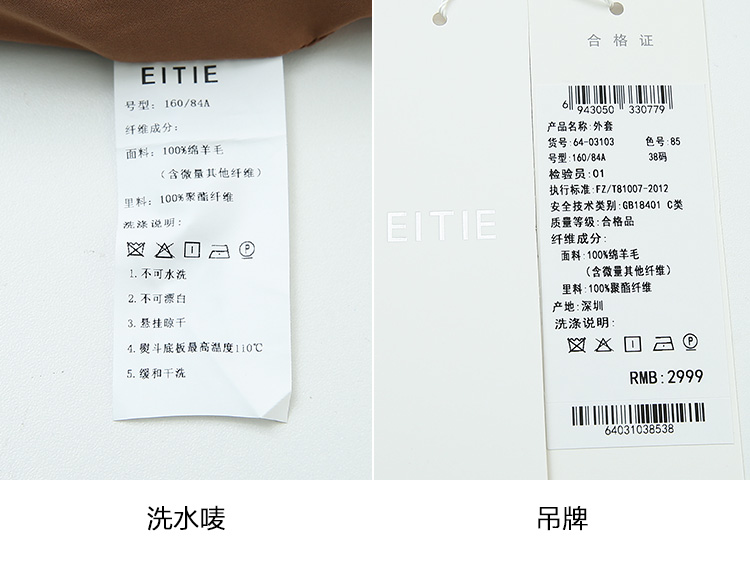 EITIE
号型: 160/84A
纤维成分:
面料: 100%绵羊毛
(含微量其他纤维)
里料: 100%聚酯纤维
洗涤说明:
1. 不可水洗
2. 不可漂白
3. 悬挂晾干
4. 熨斗底板最高温度110℃
5. 缓和干洗
洗水唛
EITIE
合格证
6 943050 330779
产品名称: 外套
货号: 64-03103 色号: 85
号型: 160/84A 38码
检验员: 01
执行标准: FZ/T81007-2012
安全技术类别: GB18401 C类
质量等级: 合格品
纤维成分:
面料: 100%绵羊毛
(含微量其他纤维)
里料: 100%聚酯纤维
产地: 深圳
洗涤说明:
P
RMB: 2999
64031038538
吊牌